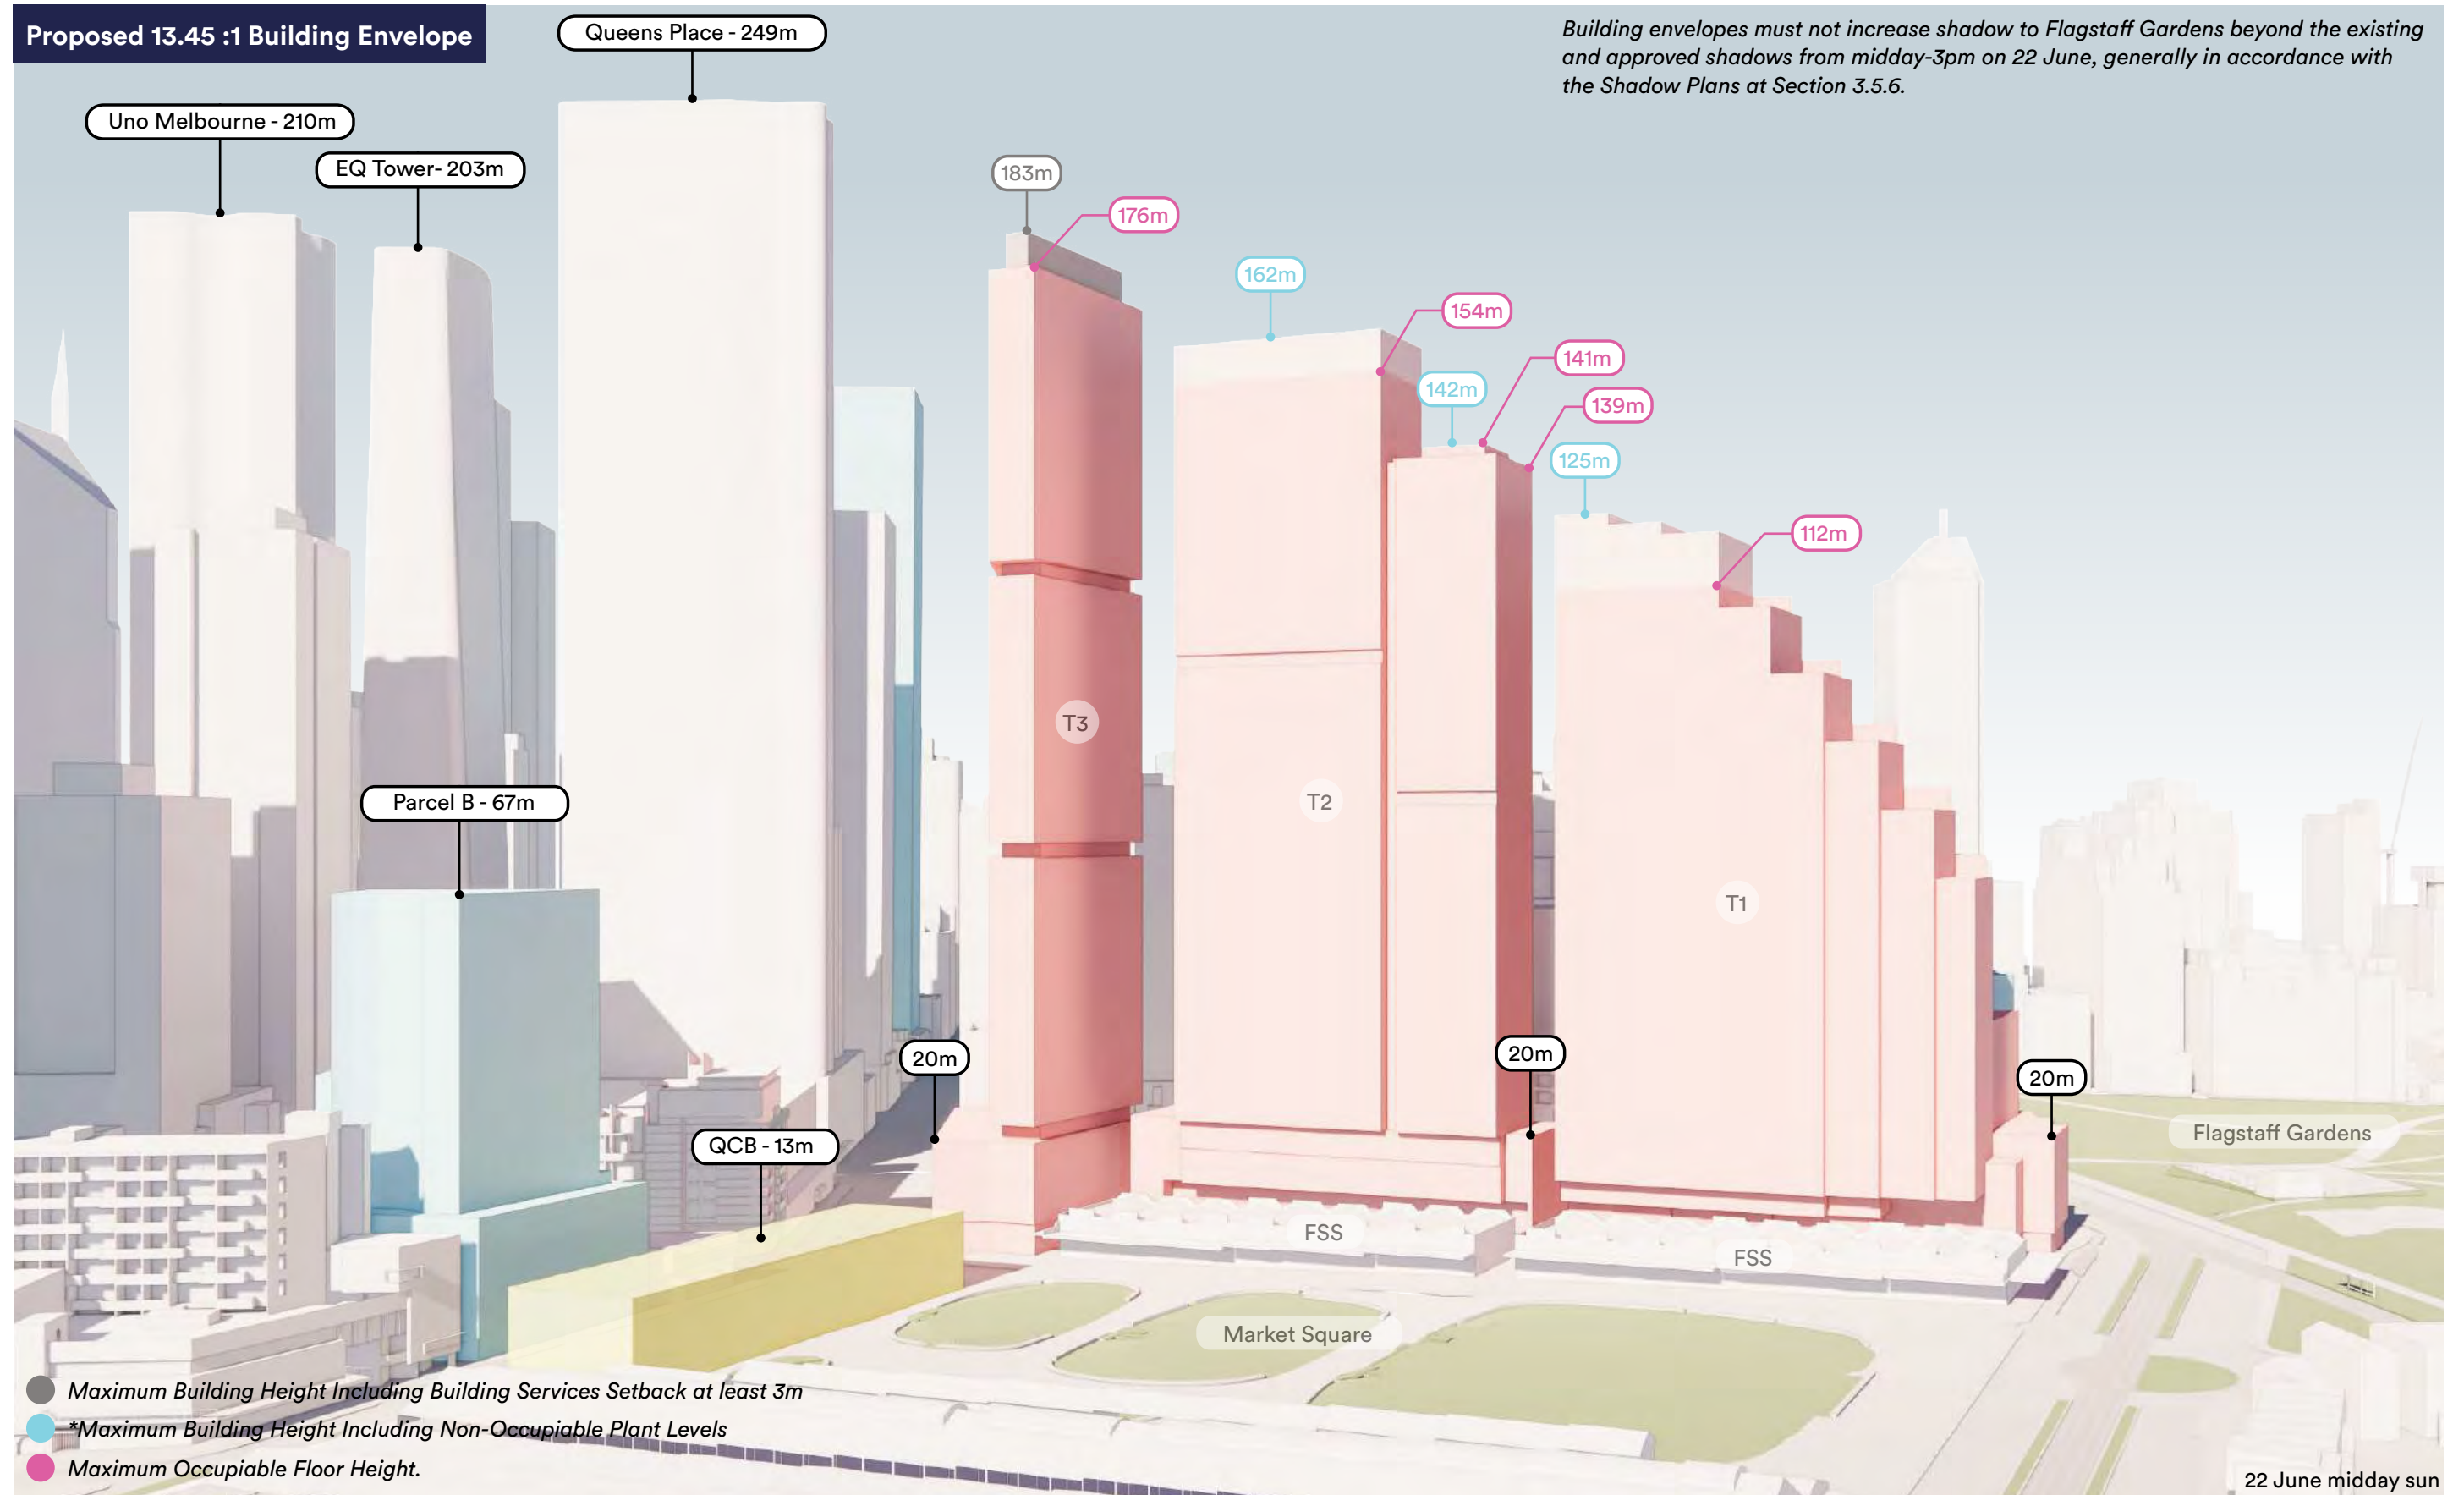 Proposed 13.45 :1 Building Envelope
Queens Place - 249m
Building envelopes must not increase shadow to Flagstaff Gardens beyond the existing
and approved shadows from midday-3pm on 22 June, generally in accordance with
the Shadow Plans at Section 3.5.6.
Uno Melbourne - 210m
EQ Tower- 203m
183m
176m
162m
154m
141m
142m
139m
125m
112m
T3
T2
T1
Parcel B - 67m
20m
20m
20m
QCB - 13m
Flagstaff Gardens
FSS
FSS
Market Square
Maximum Building Height Including Building Services Setback at least 3m
*Maximum Building Height Including Non-Occupiable Plant Levels
Maximum Occupiable Floor Height.
22 June midday sun